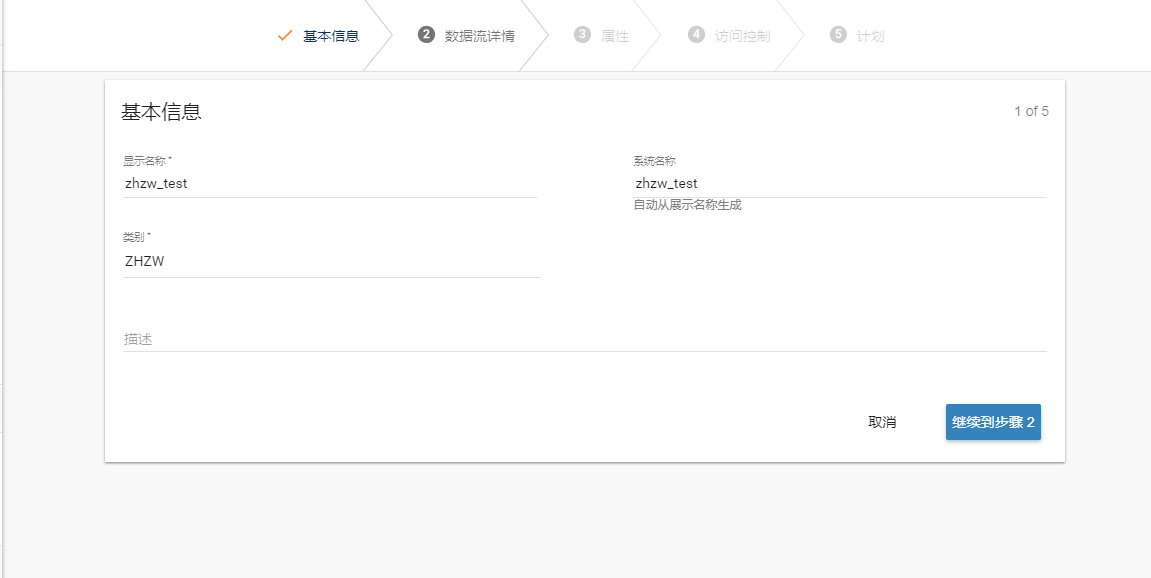 基本信息 2 数据流详情 3 属性 4 访问控制 5 计划
基本信息 1 of 5
显示名称 * 系统名称
zhzw_test zhzw_test
自动从展示名称生成
类别 *
ZHZW
描述
取消 继续到步骤 2